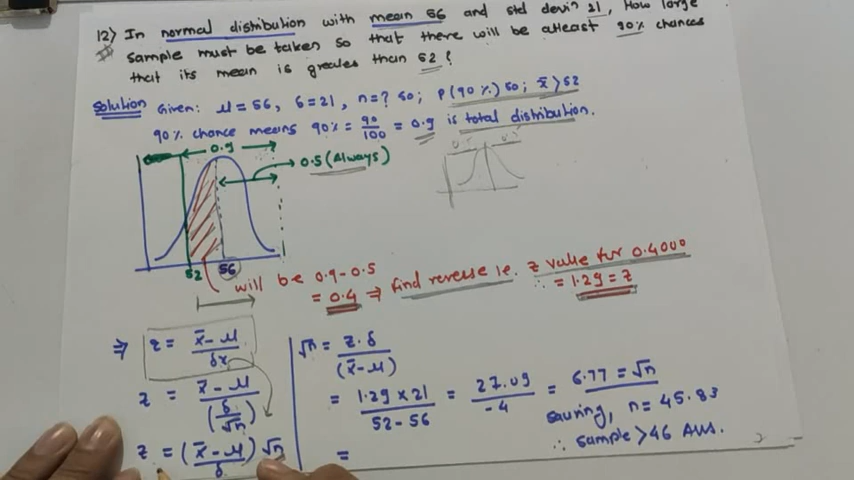 12) In normal distribution with mean 56 and std devin 21, How large
sample must be taken so that there will be atleast 90% chances
that its mean is greater than 52?
Solution Given: μ = 56, δ = 21, n = ? so; P(90%) so; x̄ > 52
90% chance means 90% = 90/100 = 0.9 is total distribution.
0.9
0.5 (Always)
52 56
will be 0.9-0.5
= 0.4 ⇒ find reverse i.e. z value for 0.4000
∴ = 1.29 = z
⇒ z = x̄-μ / δx
z = x̄-μ / (δ/√n)
z = (x̄-μ / δ) √n
√n = z.δ / (x̄-μ)
= 1.29 x 21 / 52-56 = 27.09 / -4 = 6.77 = √n
squring, n = 45.83
∴ sample > 46 Ans.
=